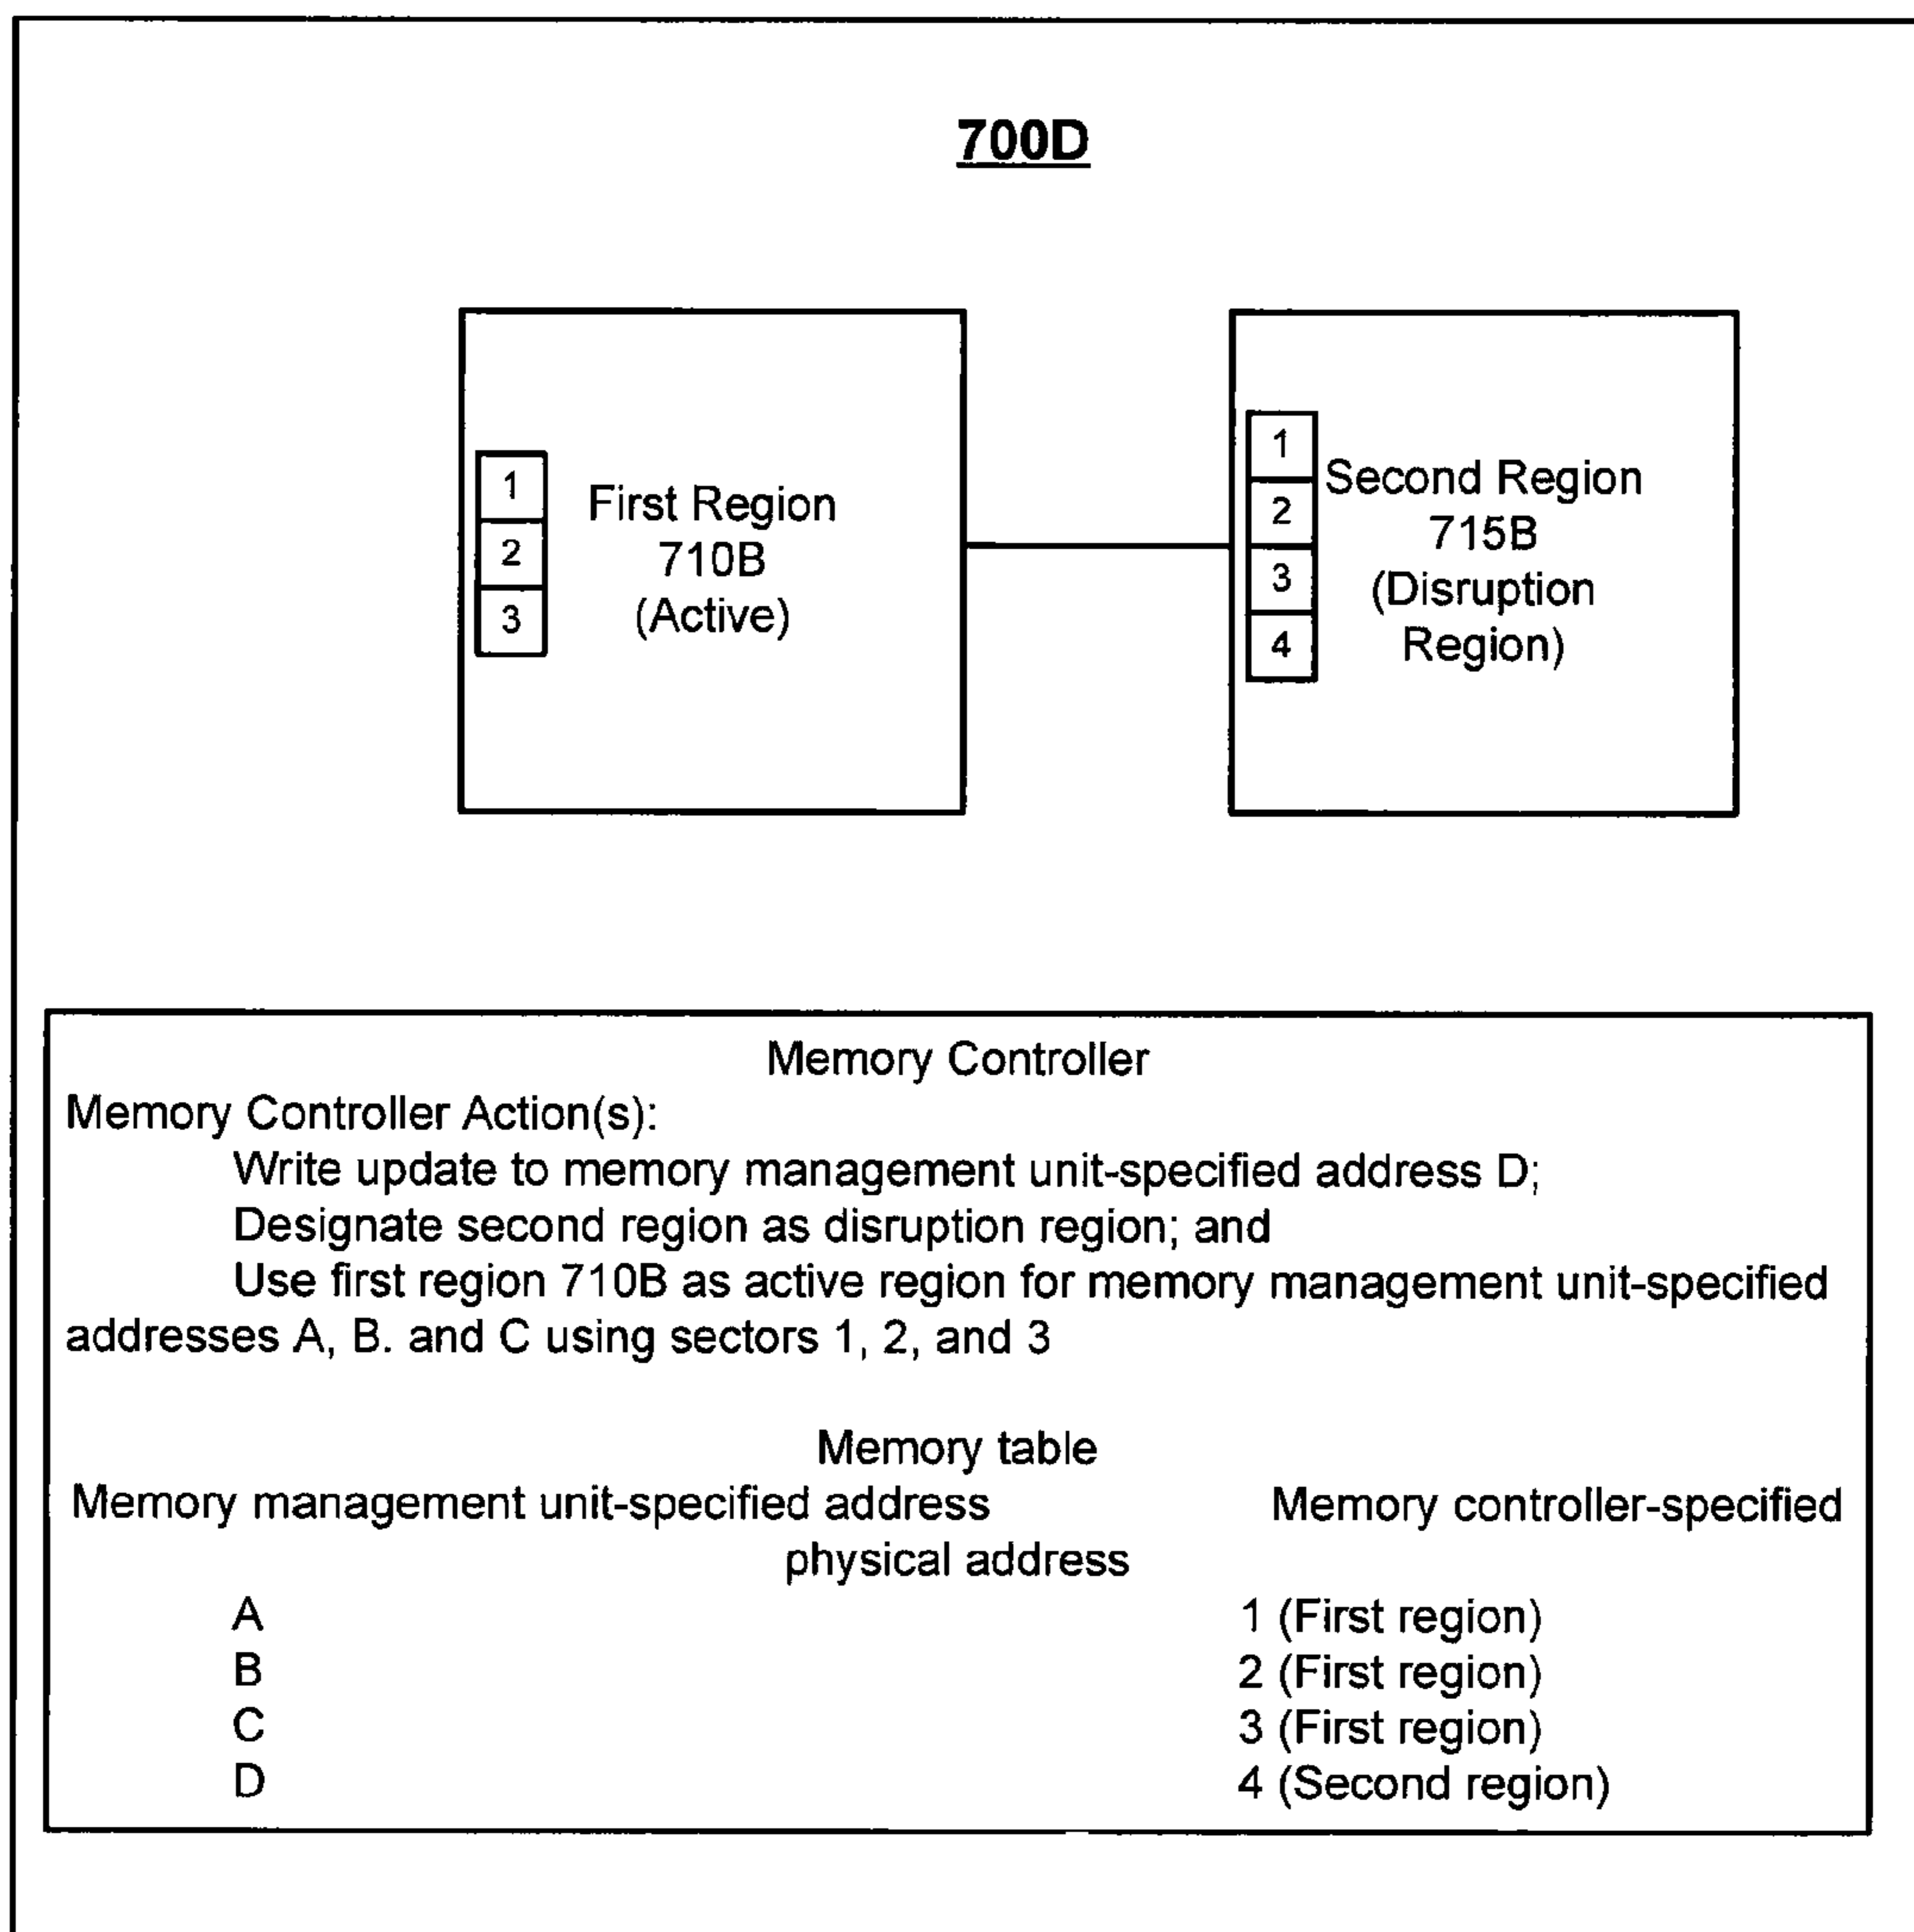 700D
1
2
3
First Region
710B
(Active)
1
2
3
4
Second Region
715B
(Disruption
Region)
Memory Controller
Memory Controller Action(s):
Write update to memory management unit-specified address D;
Designate second region as disruption region; and
Use first region 710B as active region for memory management unit-specified
addresses A, B. and C using sectors 1, 2, and 3
Memory table
Memory management unit-specified address Memory controller-specified
physical address
A 1 (First region)
B 2 (First region)
C 3 (First region)
D 4 (Second region)